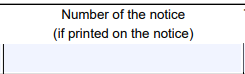 Number of the notice
(if printed on the notice)